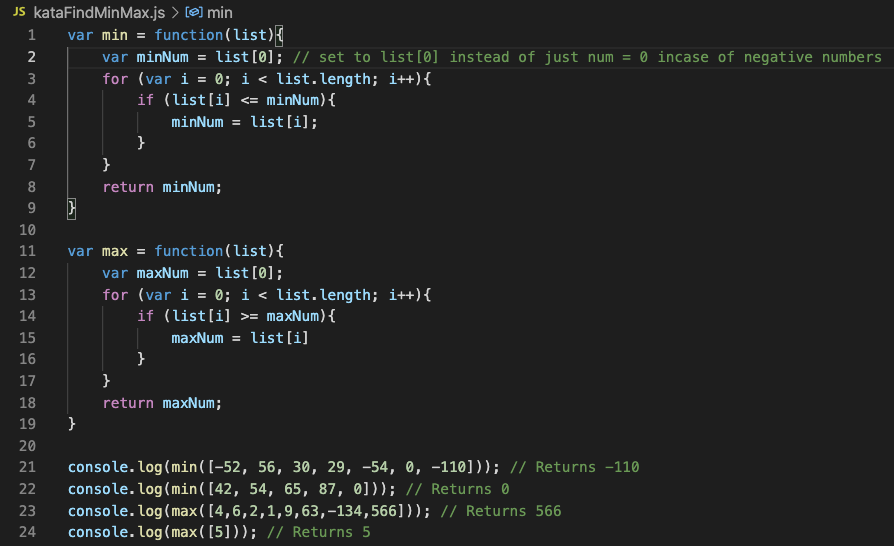 JS kataFindMinMax.js > min
1 var min = function(list){
2 var minNum = list[0]; // set to list[0] instead of just num = 0 incase of negative numbers
3 for (var i = 0; i < list.length; i++){
4 if (list[i] <= minNum){
5 minNum = list[i];
6 }
7 }
8 return minNum;
9 }
10
11 var max = function(list){
12 var maxNum = list[0];
13 for (var i = 0; i < list.length; i++){
14 if (list[i] >= maxNum){
15 maxNum = list[i]
16 }
17 }
18 return maxNum;
19 }
20
21 console.log(min([-52, 56, 30, 29, -54, 0, -110])); // Returns -110
22 console.log(min([42, 54, 65, 87, 0])); // Returns 0
23 console.log(max([4,6,2,1,9,63,-134,566])); // Returns 566
24 console.log(max([5])); // Returns 5